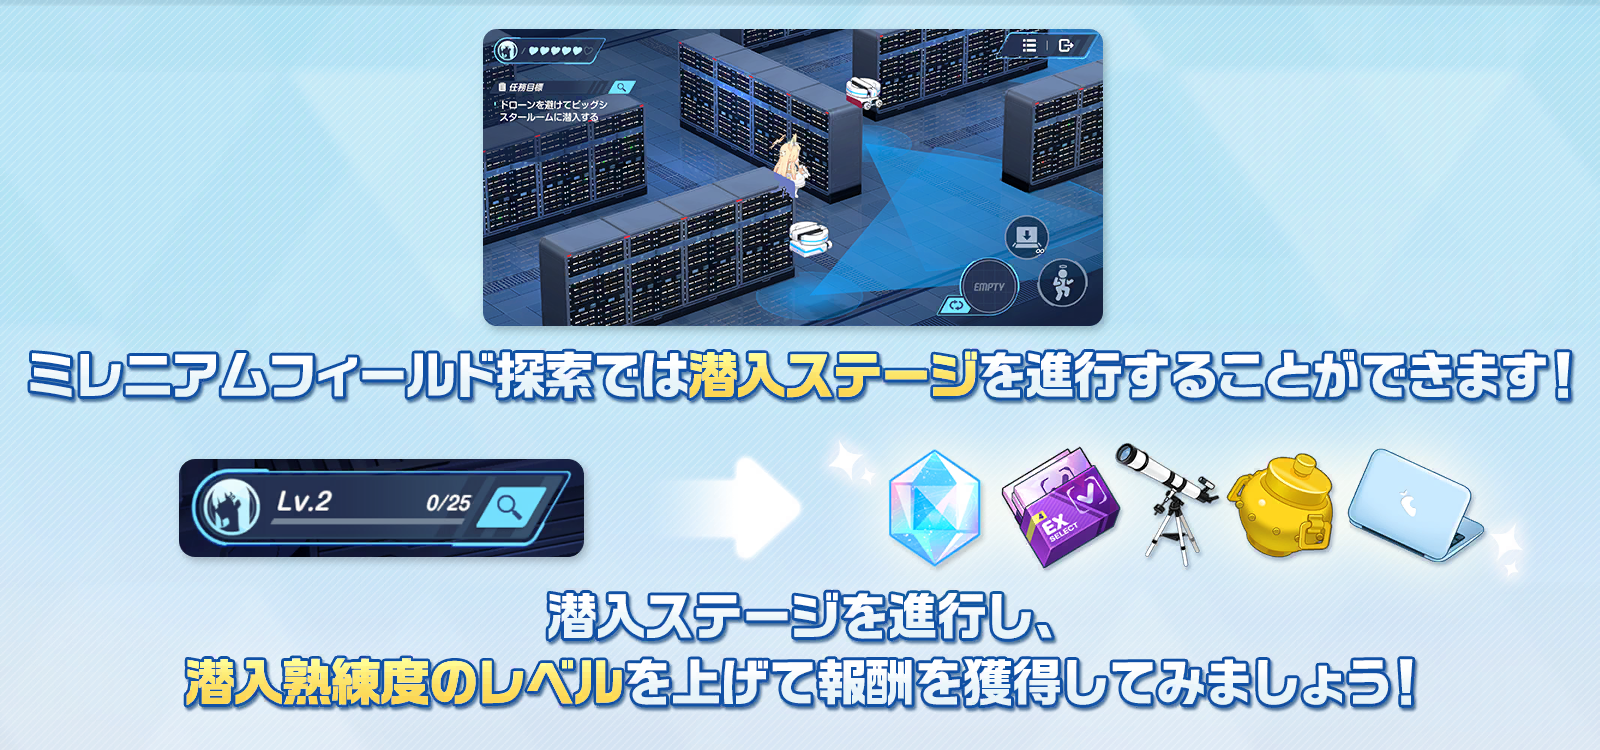 任務目標
ドローンを避けてビッグシ
スタールームに潜入する
EMPTY
ミレニアムフィールド探索では潜入ステージを進行することができます!
Lv.2 0/25
4
EX
SELECT
潜入ステージを進行し、
潜入熟練度のレベルを上げて報酬を獲得してみましょう!